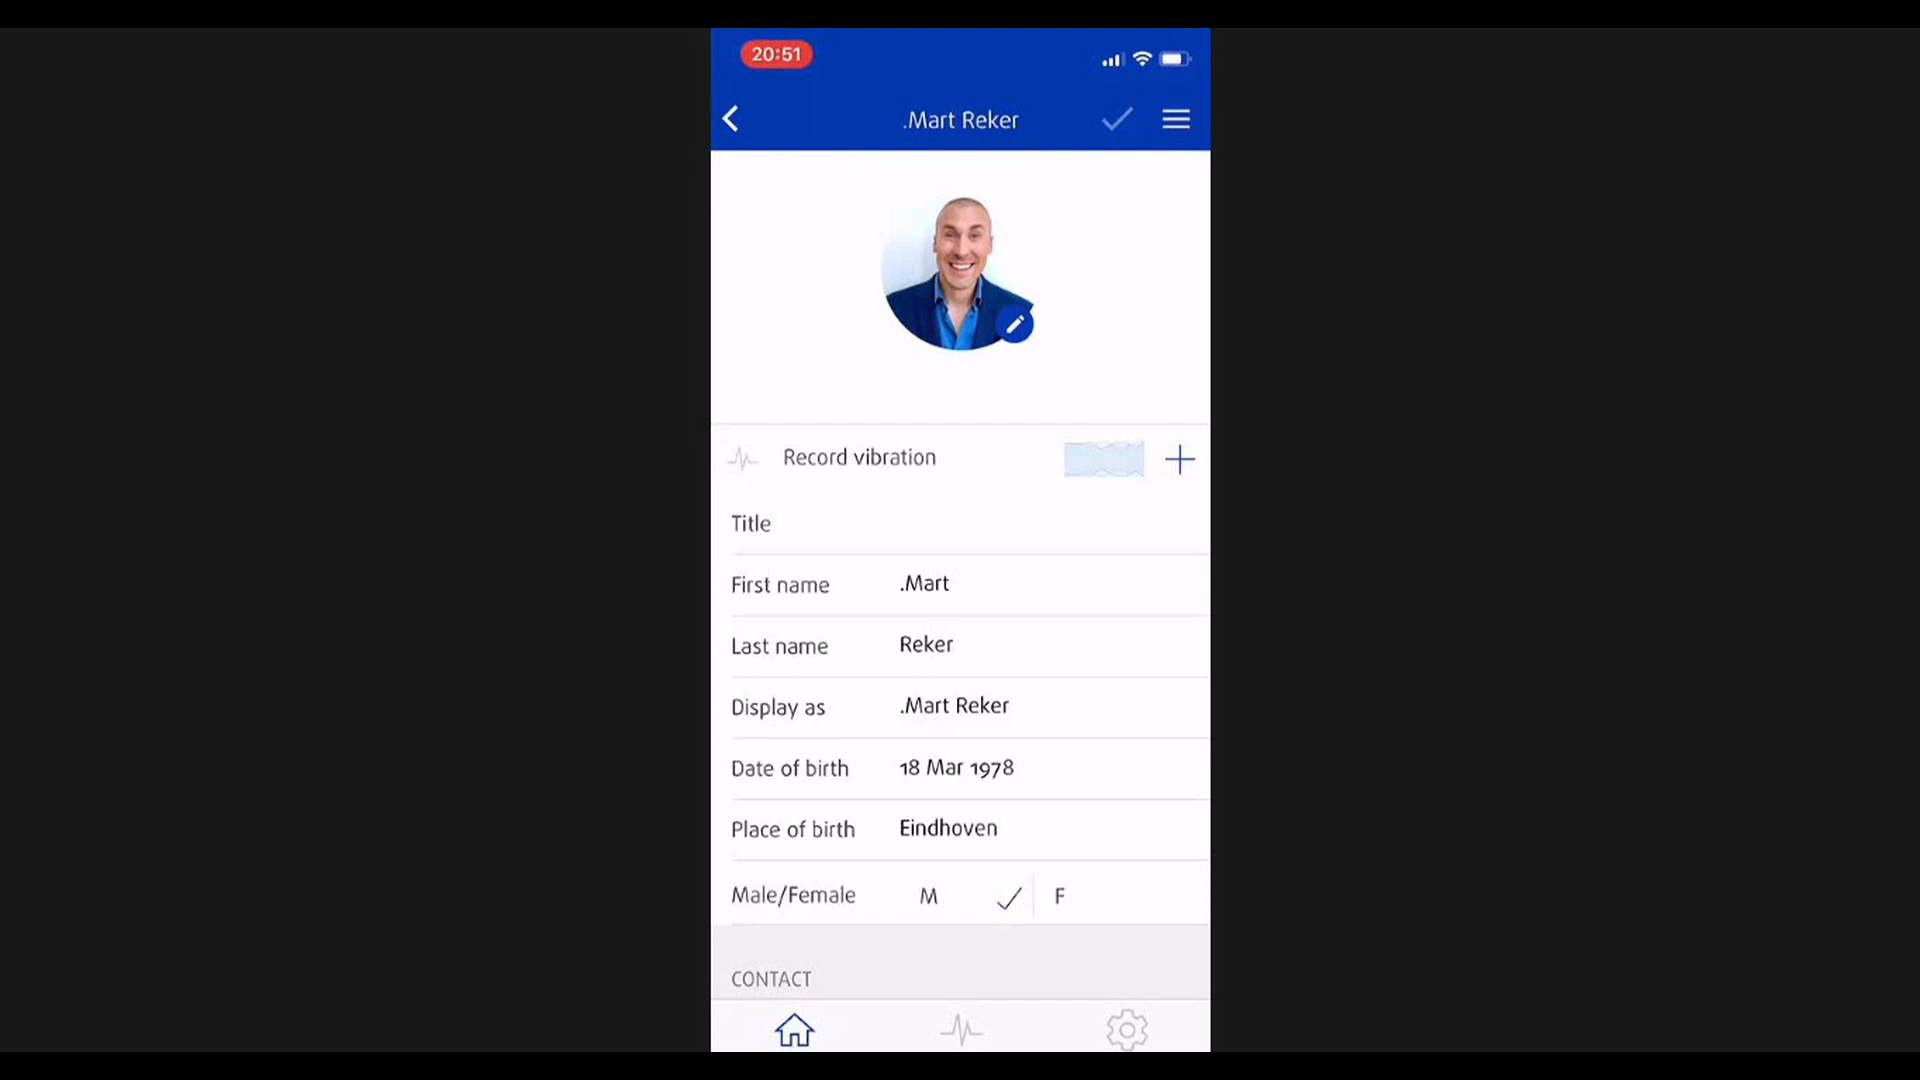 20:51
.Mart Reker
Record vibration
Title
First name .Mart
Last name Reker
Display as .Mart Reker
Date of birth 18 Mar 1978
Place of birth Eindhoven
Male/Female M F
CONTACT